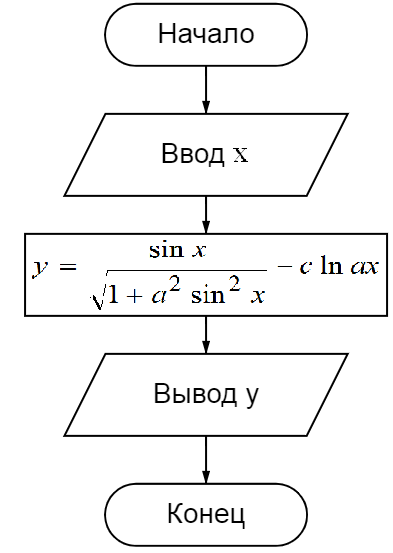 Начало
Ввод x
y = sin x / √1 + a² sin² x − c ln ax
Вывод y
Конец